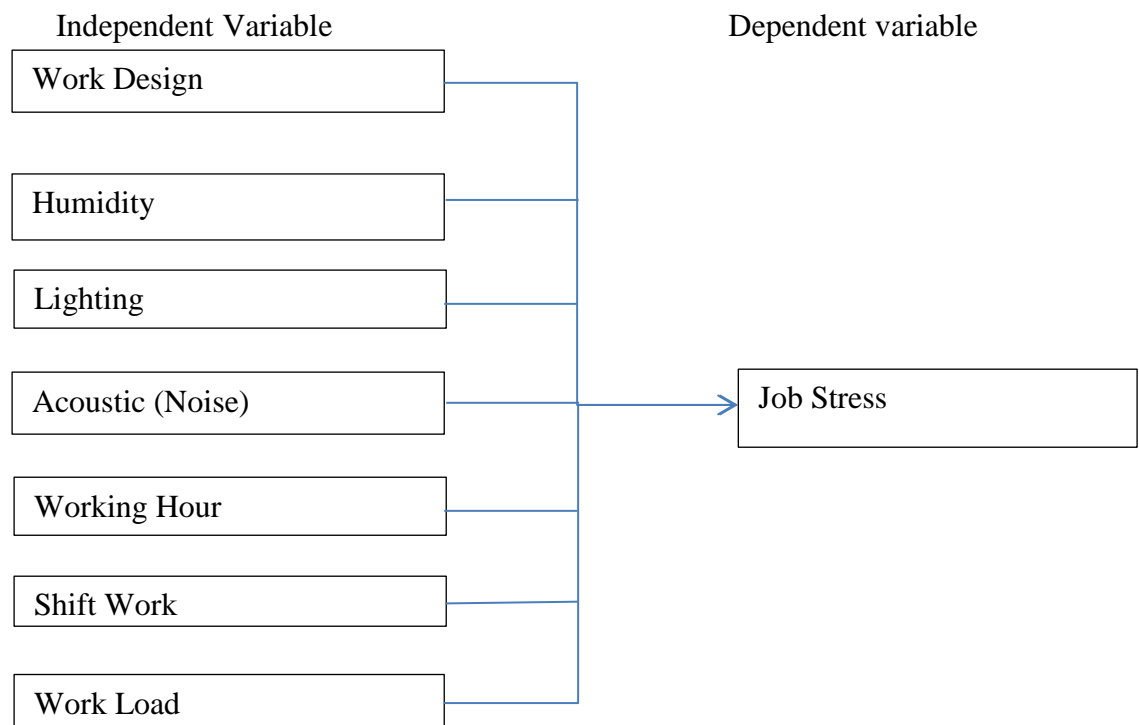 Independent Variable
Dependent variable
Work Design
Humidity
Lighting
Acoustic (Noise)
Job Stress
Working Hour
Shift Work
Work Load